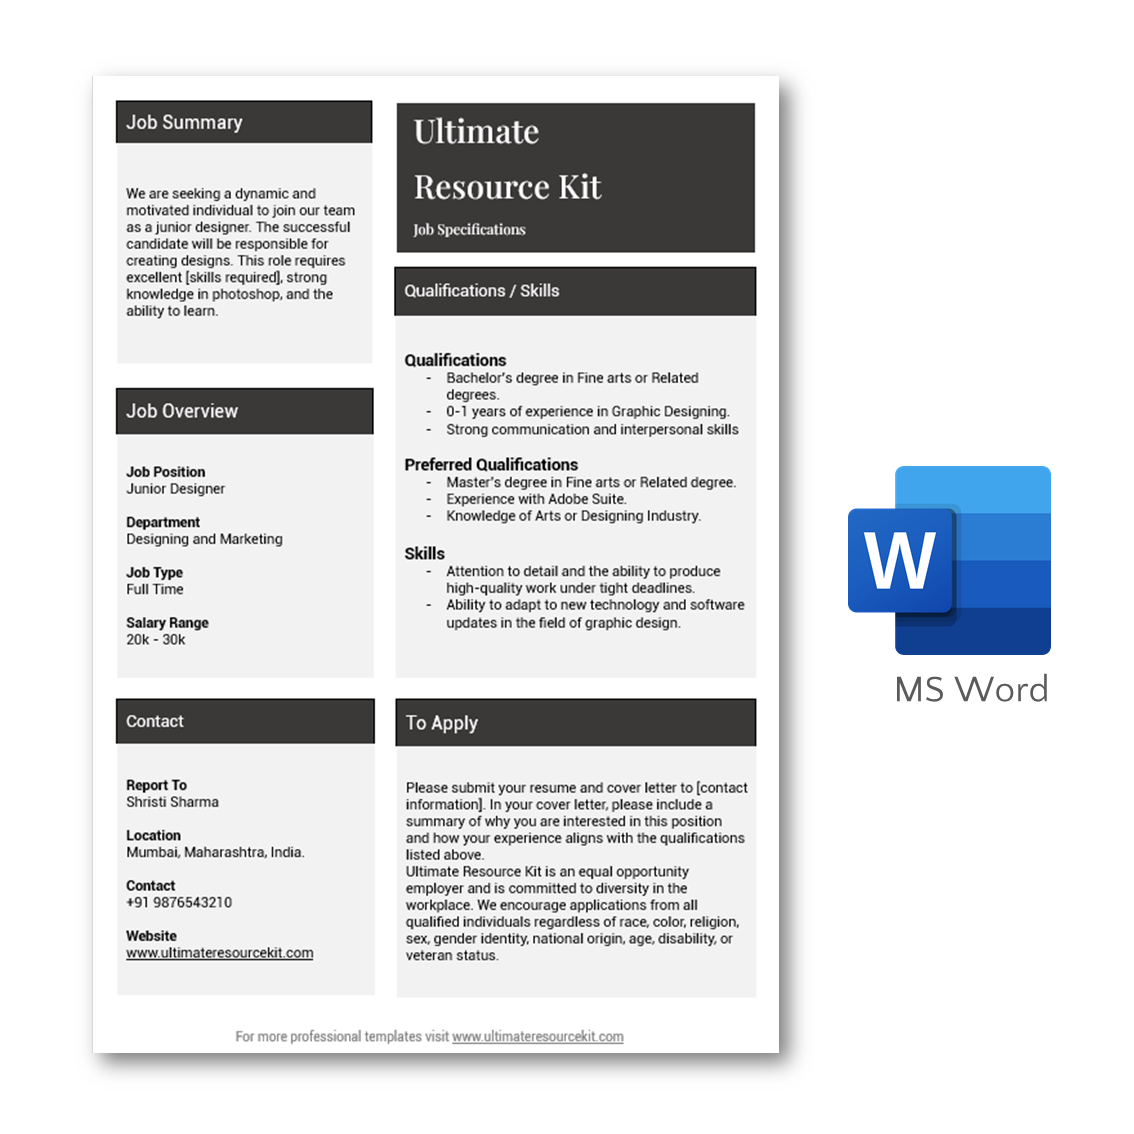 Job Summary
We are seeking a dynamic and
motivated individual to join our team
as a junior designer. The successful
candidate will be responsible for
creating designs. This role requires
excellent [skills required], strong
knowledge in photoshop, and the
ability to learn.
Job Overview
Job Position
Junior Designer
Department
Designing and Marketing
Job Type
Full Time
Salary Range
20k - 30k
Contact
Report To
Shristi Sharma
Location
Mumbai, Maharashtra, India.
Contact
+91 9876543210
Website
www.ultimateresourcekit.com
Ultimate
Resource Kit
Job Specifications
Qualifications / Skills
Qualifications
- Bachelor's degree in Fine arts or Related
degrees.
- 0-1 years of experience in Graphic Designing.
- Strong communication and interpersonal skills
Preferred Qualifications
- Master's degree in Fine arts or Related degree.
- Experience with Adobe Suite.
- Knowledge of Arts or Designing Industry.
Skills
- Attention to detail and the ability to produce
high-quality work under tight deadlines.
- Ability to adapt to new technology and software
updates in the field of graphic design.
To Apply
Please submit your resume and cover letter to [contact
information]. In your cover letter, please include a
summary of why you are interested in this position
and how your experience aligns with the qualifications
listed above.
Ultimate Resource Kit is an equal opportunity
employer and is committed to diversity in the
workplace. We encourage applications from all
qualified individuals regardless of race, color, religion,
sex, gender identity, national origin, age, disability, or
veteran status.
For more professional templates visit www.ultimateresourcekit.com
W
MS Word